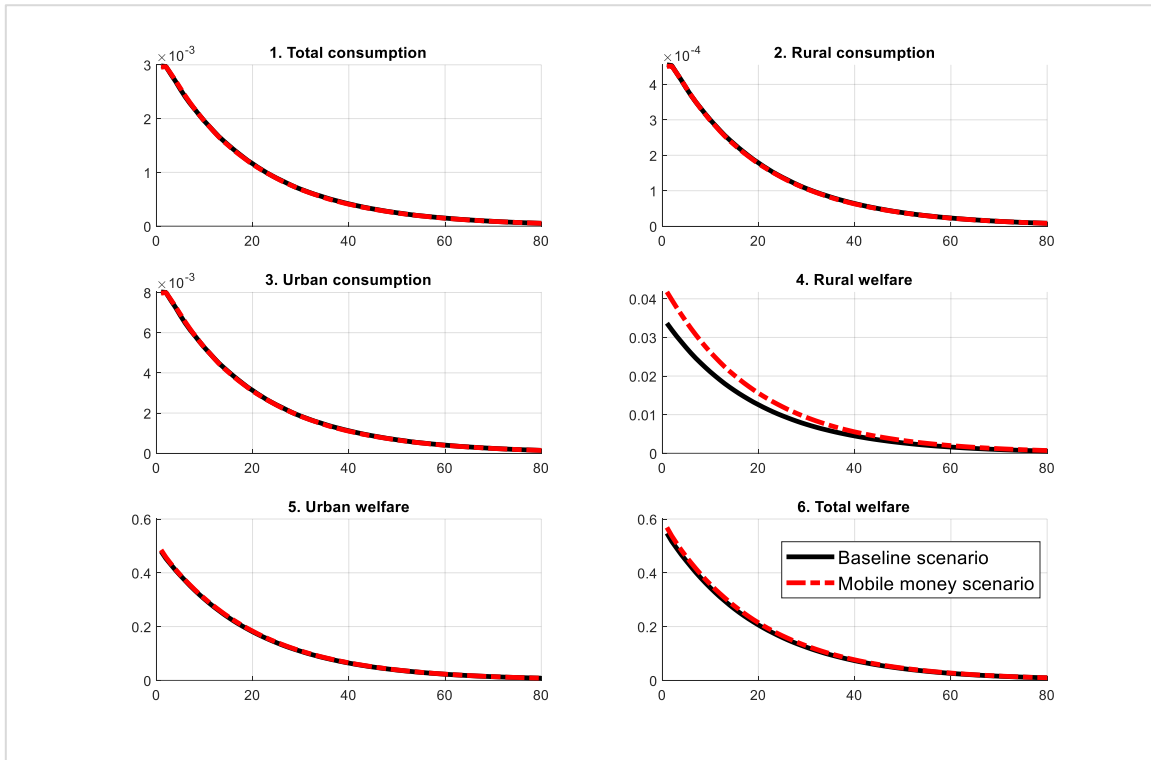 1. Total consumption
×10-3
3
2
1
0
0 20 40 60 80
2. Rural consumption
×10-4
4
3
2
1
0
0 20 40 60 80
3. Urban consumption
×10-3
8
6
4
2
0
0 20 40 60 80
4. Rural welfare
0.04
0.03
0.02
0.01
0
0 20 40 60 80
5. Urban welfare
0.6
0.4
0.2
0
0 20 40 60 80
6. Total welfare
0.6
0.4
0.2
0
0 20 40 60 80
Baseline scenario
Mobile money scenario